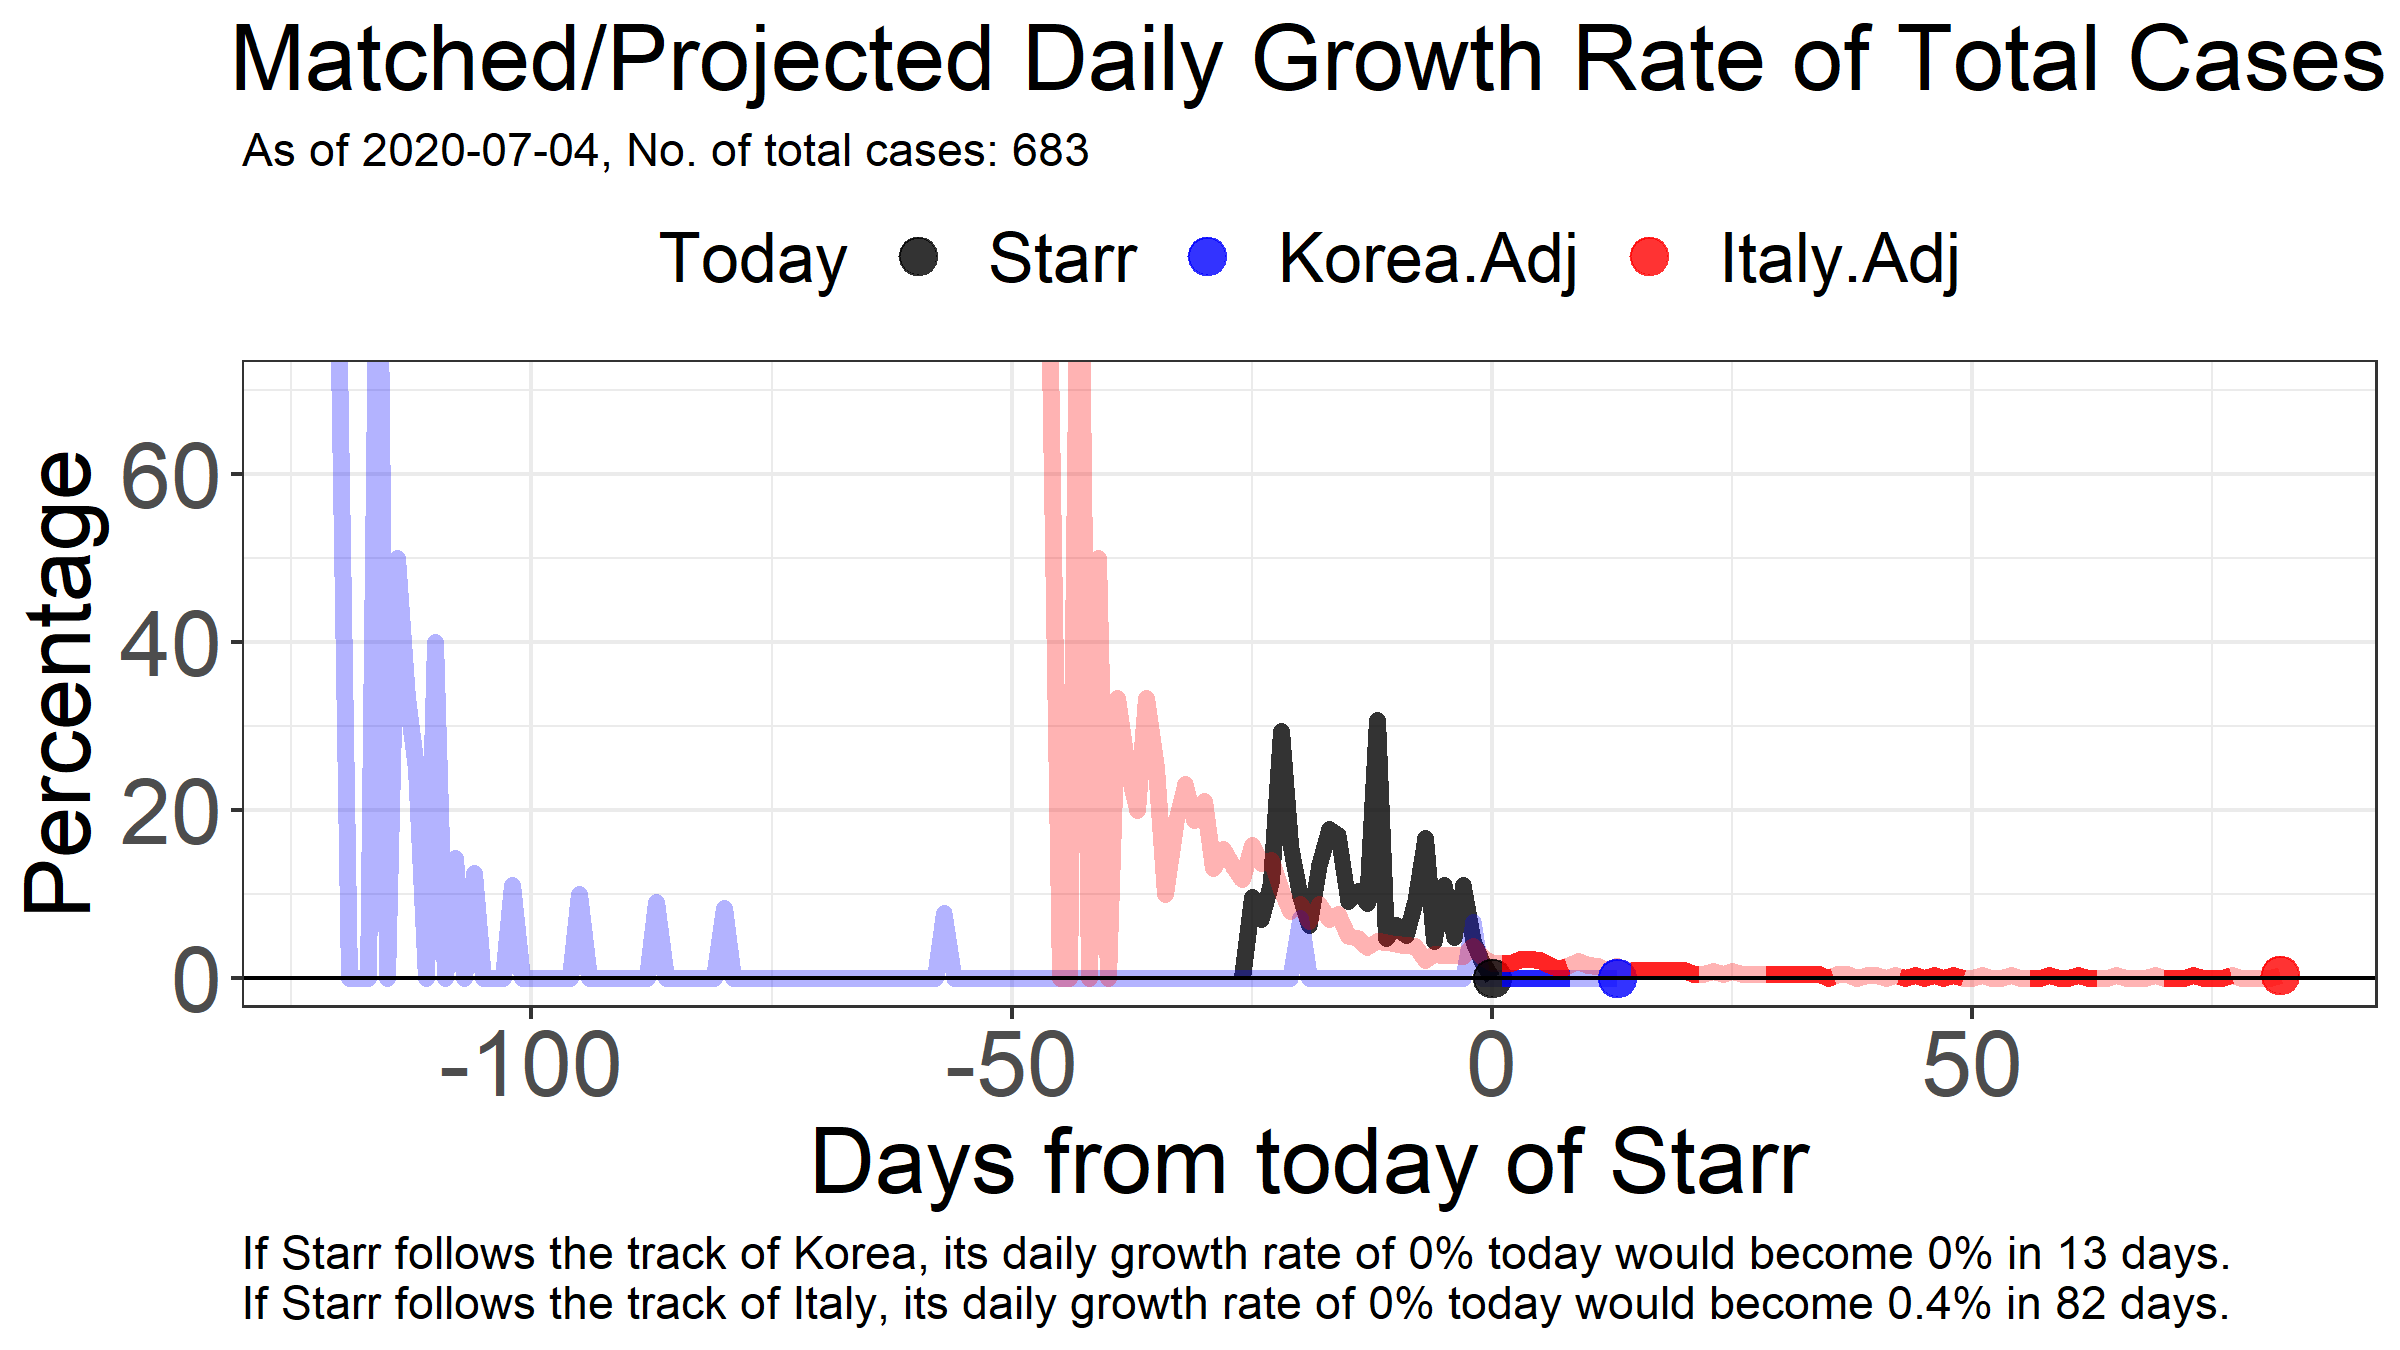 Matched/Projected Daily Growth Rate of Total Cases
As of 2020-07-04, No. of total cases: 683
Today Starr Korea.Adj Italy.Adj
Percentage
60
40
20
0
-100 -50 0 50
Days from today of Starr
If Starr follows the track of Korea, its daily growth rate of 0% today would become 0% in 13 days.
If Starr follows the track of Italy, its daily growth rate of 0% today would become 0.4% in 82 days.